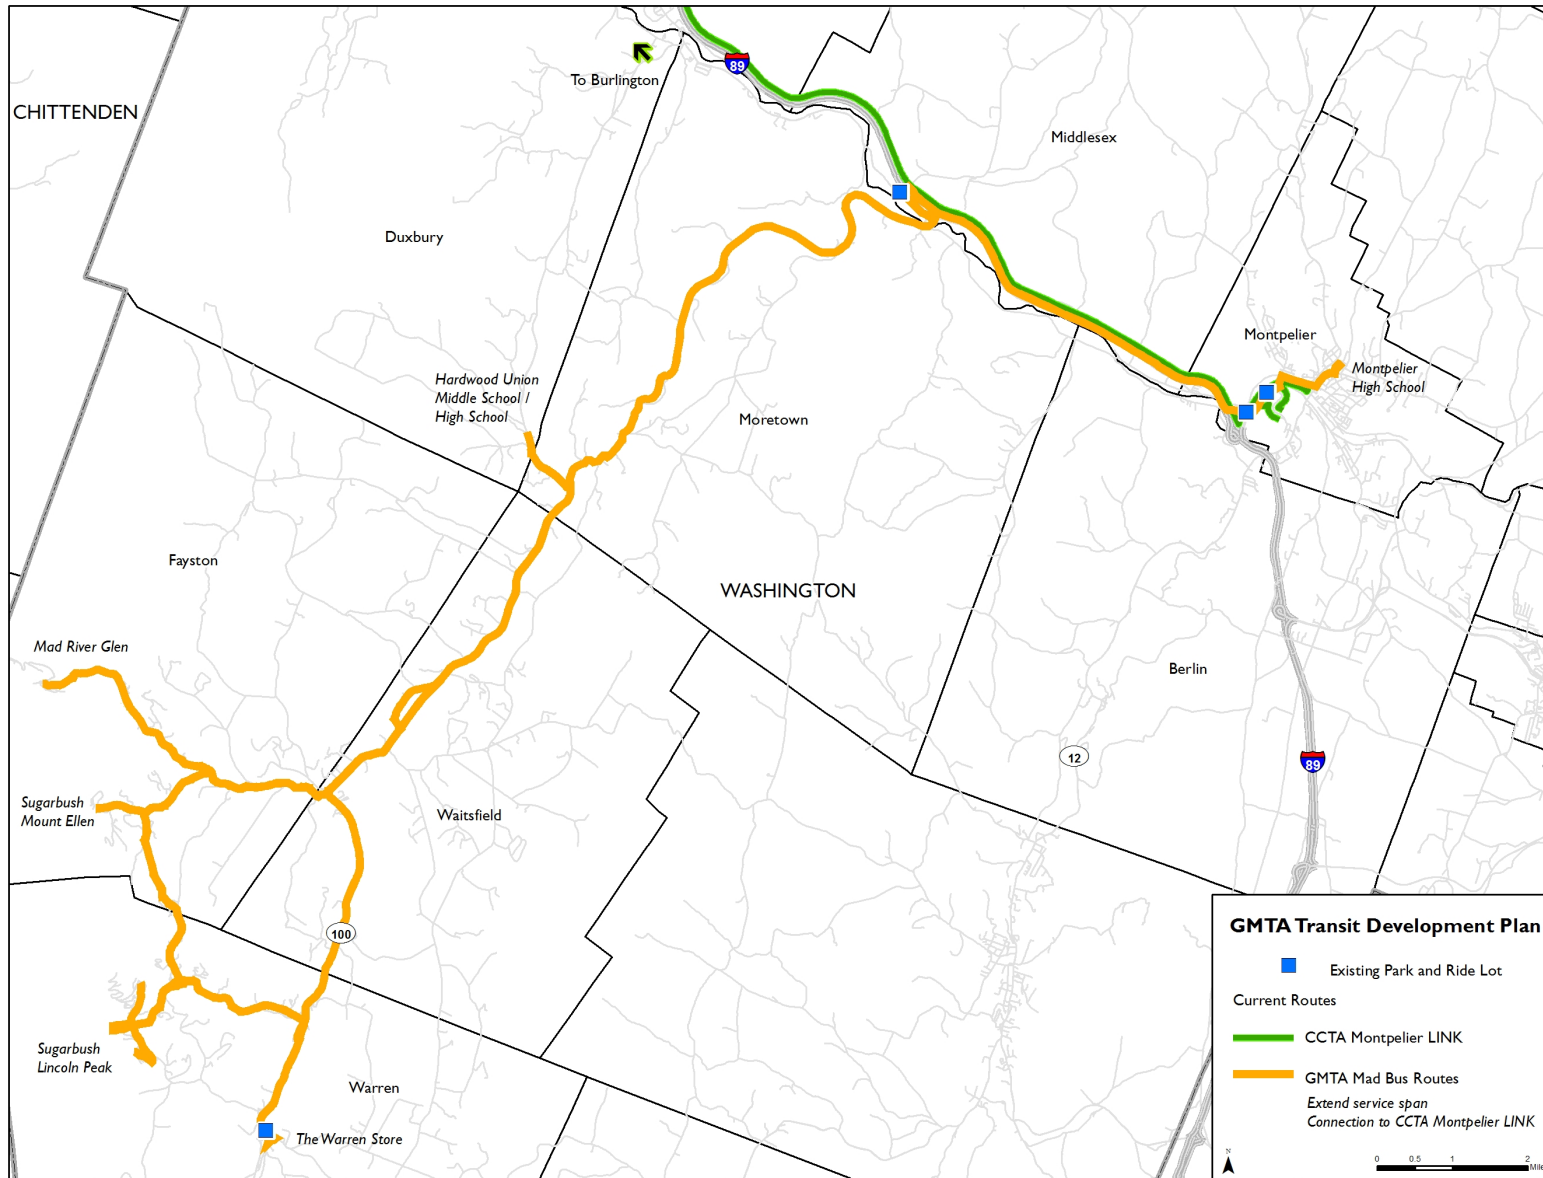 To Burlington
89
CHITTENDEN
Middlesex
Duxbury
Montpelier
Montpelier
High School
Hardwood Union
Middle School /
High School
Moretown
Fayston
WASHINGTON
Mad River Glen
Berlin
12
89
Sugarbush
Mount Ellen
Waitsfield
100
Sugarbush
Lincoln Peak
Warren
The Warren Store
GMTA Transit Development Plan
Existing Park and Ride Lot
Current Routes
CCTA Montpelier LINK
GMTA Mad Bus Routes
Extend service span
Connection to CCTA Montpelier LINK
N
0 0.5 1 2
Mile